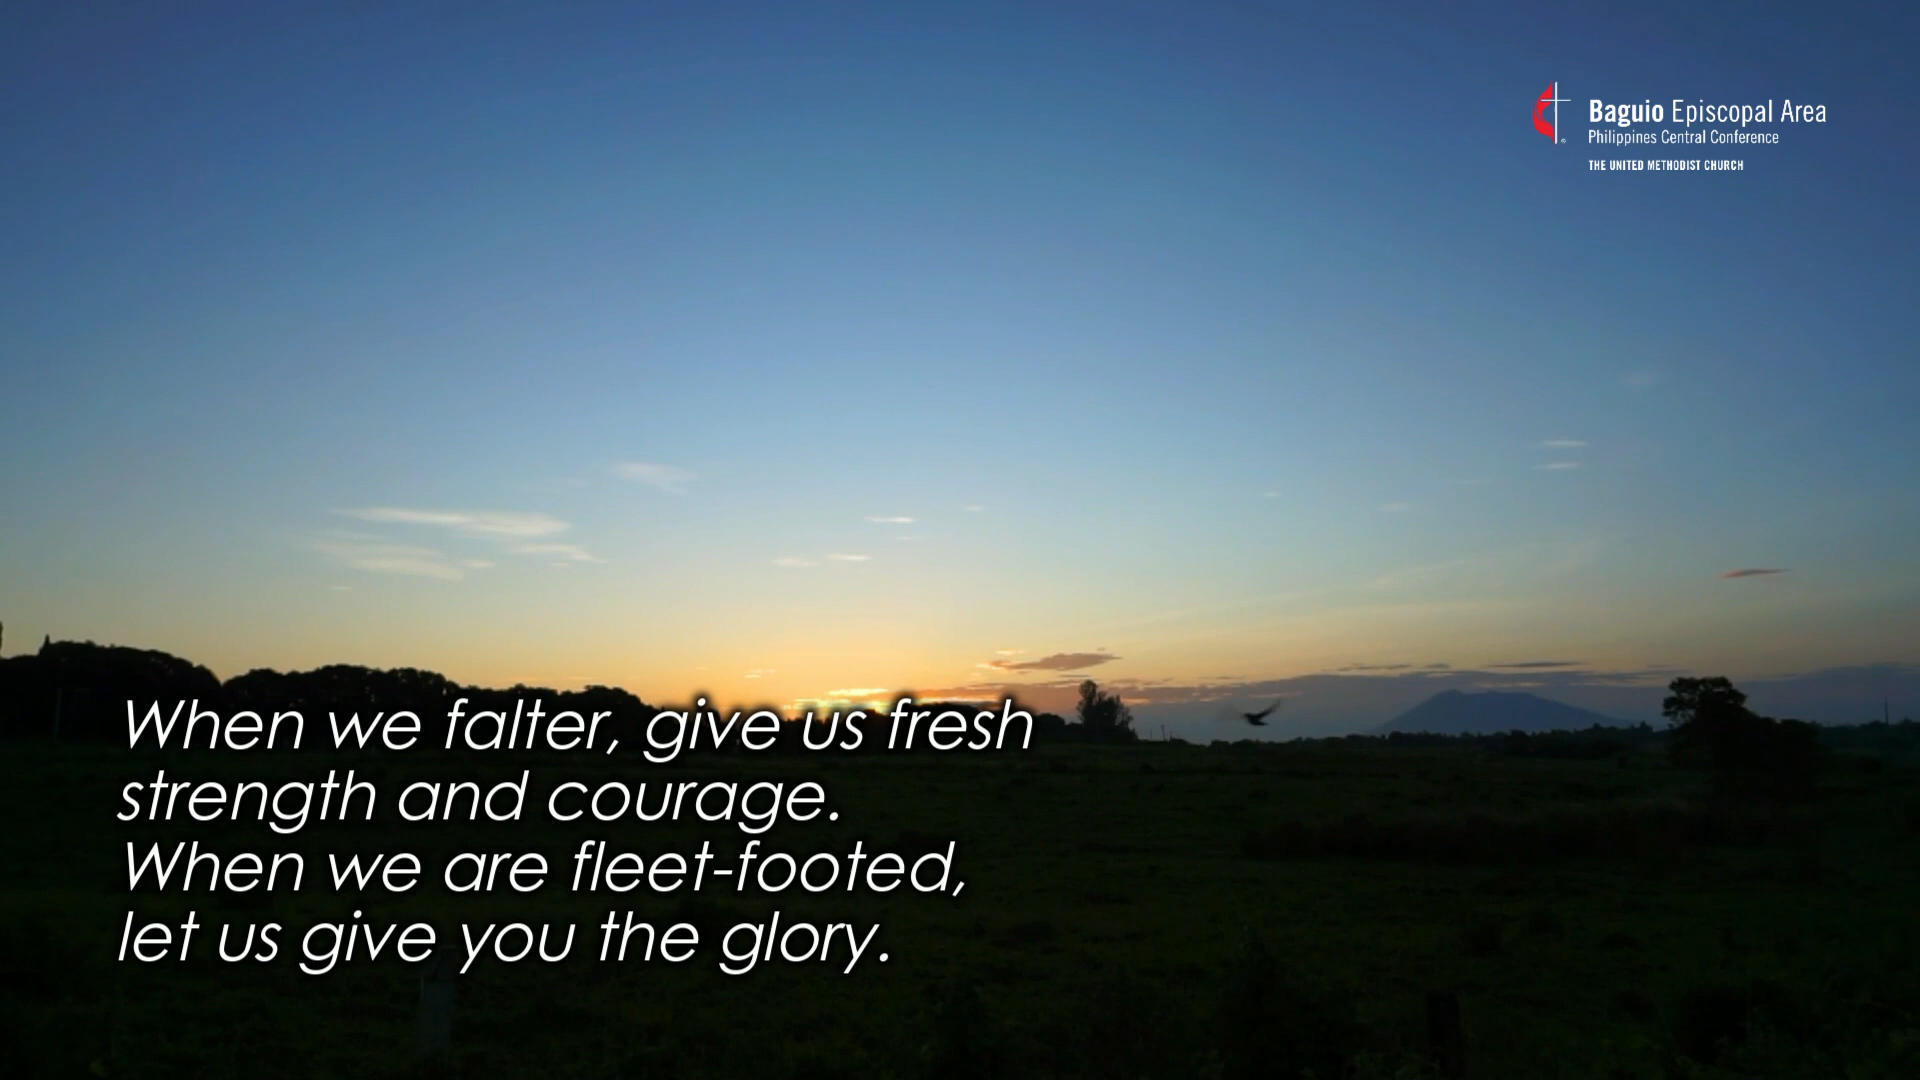 Baguio Episcopal Area
Philippines Central Conference
THE UNITED METHODIST CHURCH
When we falter, give us fresh
strength and courage.
When we are fleet-footed,
let us give you the glory.